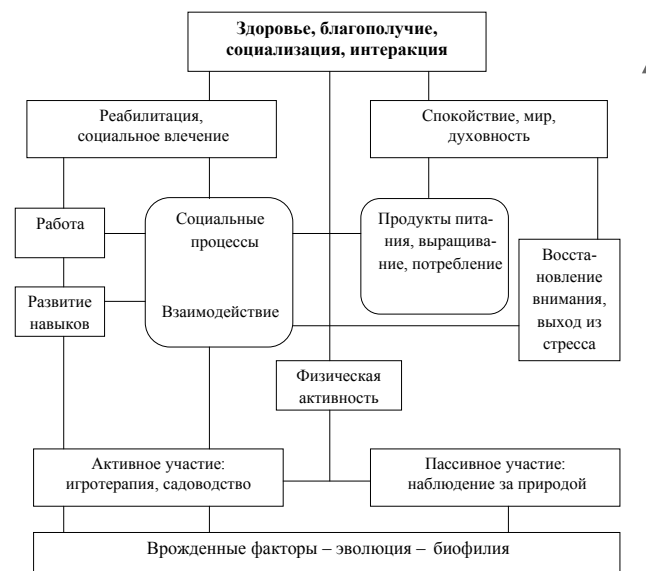 Здоровье, благополучие,
социализация, интеракция
Реабилитация,
социальное влечение
Спокойствие, мир,
духовность
Работа
Социальные
процессы
Продукты пита-
ния, выращива-
ние, потребление
Восста-
новление
внимания,
выход из
стресса
Развитие
навыков
Взаимодействие
Физическая
активность
Активное участие:
игротерапия, садоводство
Пассивное участие:
наблюдение за природой
Врожденные факторы – эволюция – биофилия